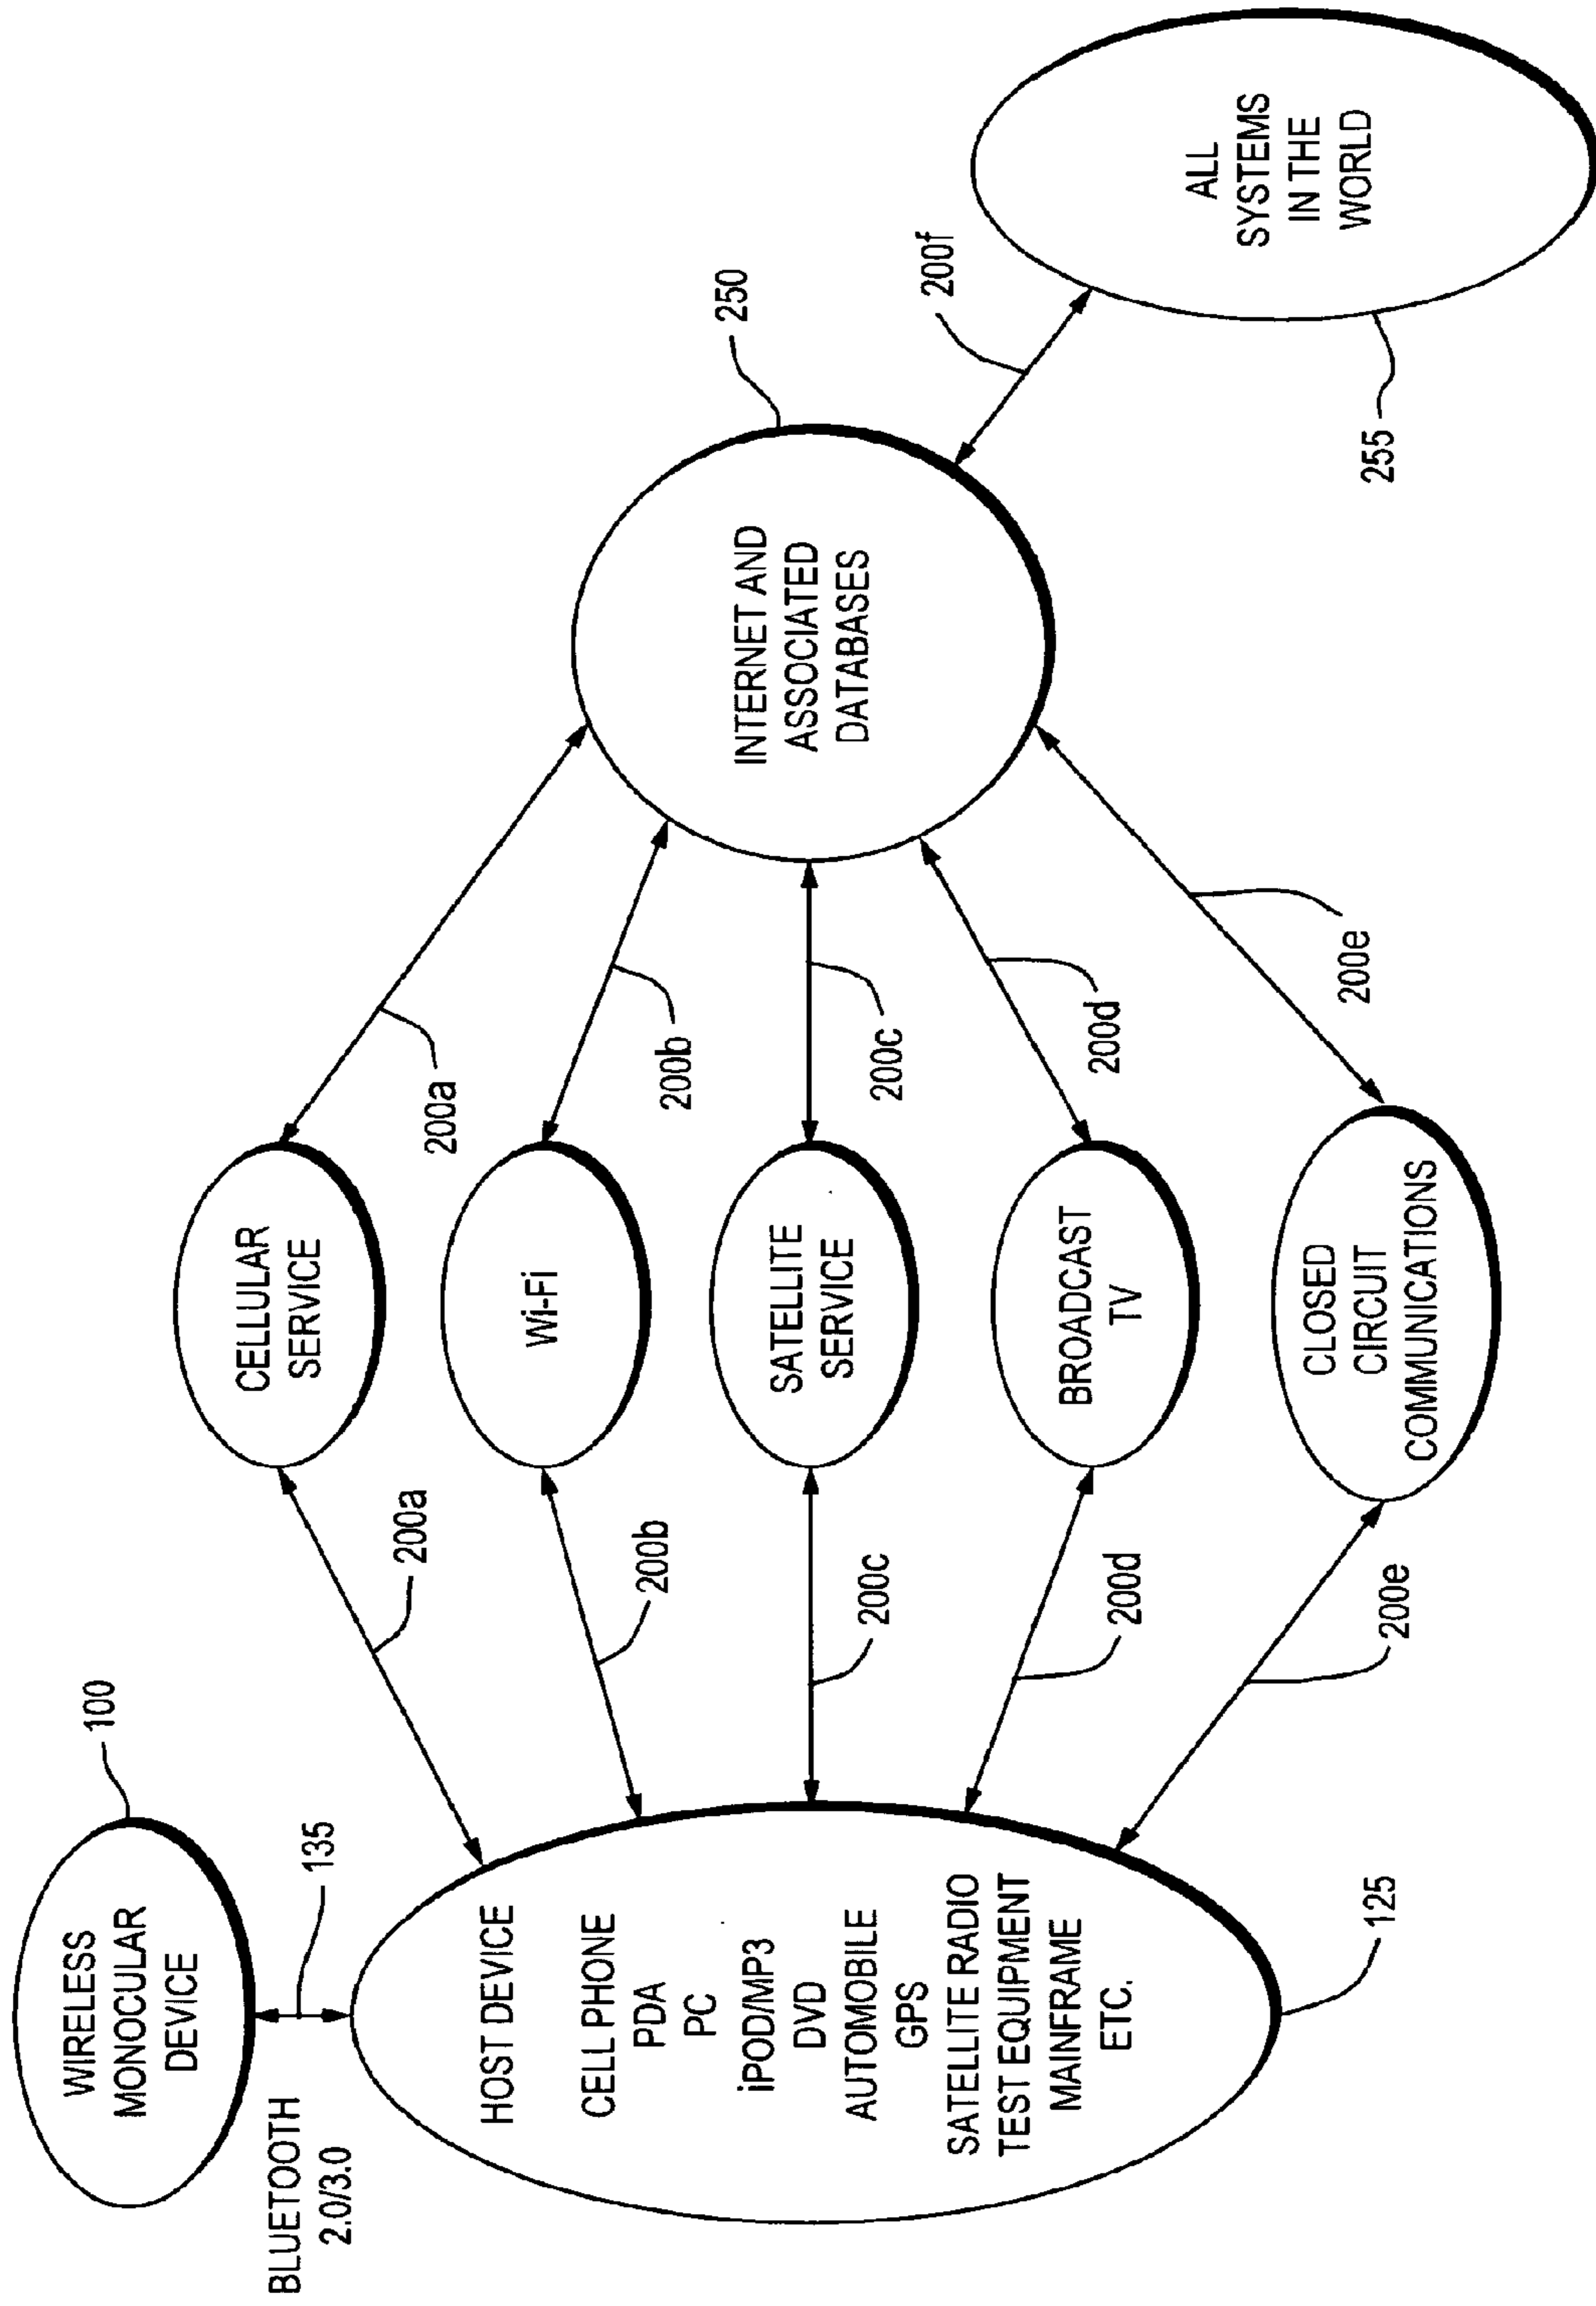 WIRELESS
MONOCULAR
DEVICE
100
BLUETOOTH
2.0/3.0
135
HOST DEVICE
CELL PHONE
PDA
PC
iPOD/MP3
DVD
AUTOMOBILE
GPS
SATELLITE RADIO
TEST EQUIPMENT
MAINFRAME
ETC.
125
200a
200b
200c
200d
200e
CELLULAR
SERVICE
Wi-Fi
SATELLITE
SERVICE
BROADCAST
TV
CLOSED
CIRCUIT
COMMUNICATIONS
200a
200b
200c
200d
200e
INTERNET AND
ASSOCIATED
DATABASES
250
200f
ALL
SYSTEMS
IN THE
WORLD
255